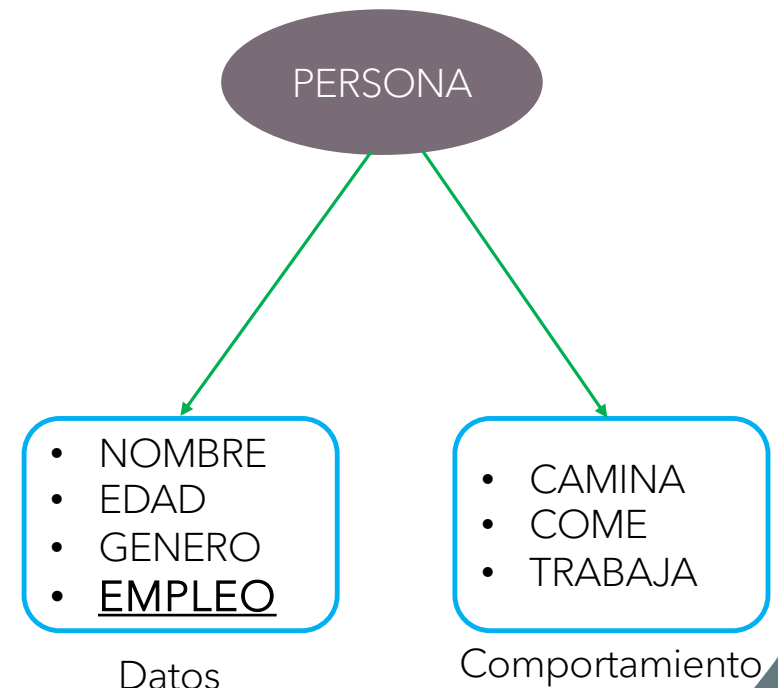 PERSONA
• NOMBRE
• EDAD
• GENERO
• EMPLEO
Datos
• CAMINA
• COME
• TRABAJA
Comportamiento